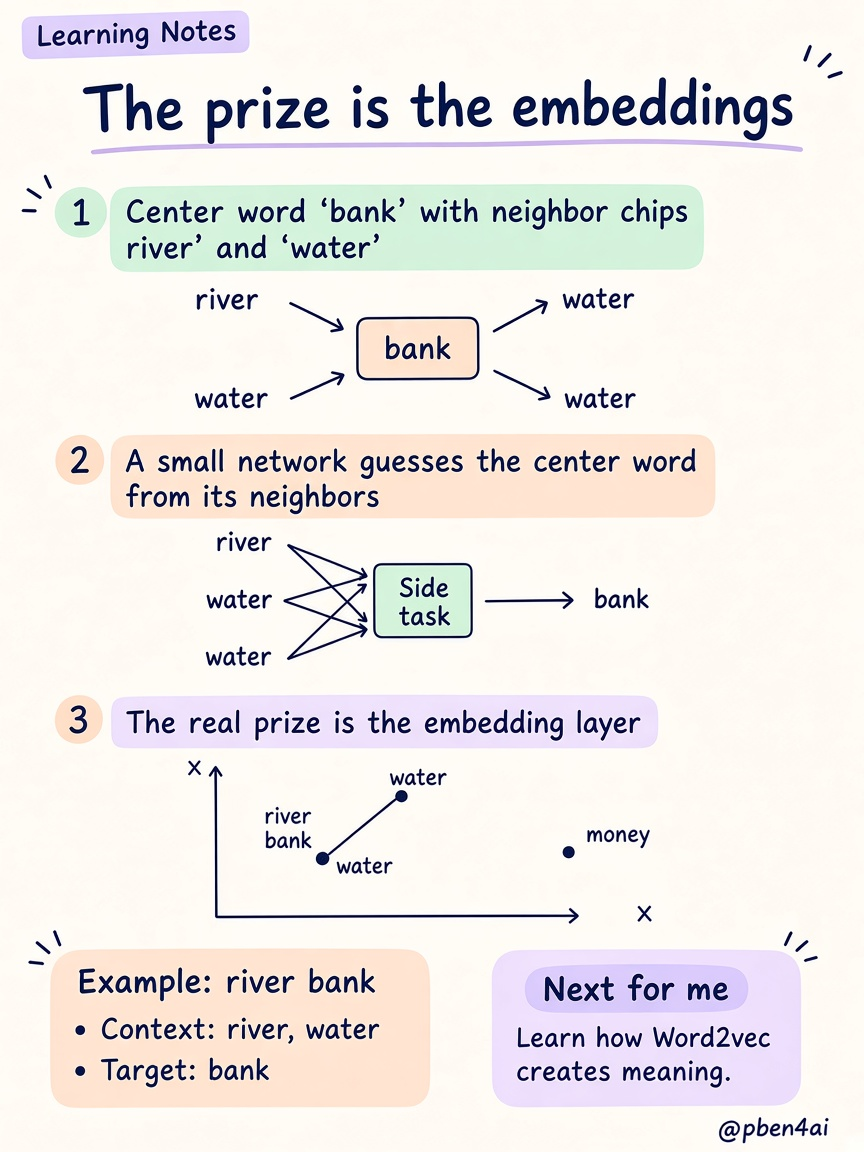 Learning Notes
The prize is the embeddings
1
Center word ‘bank’ with neighbor chips
river’ and ‘water’
river
water
bank
water
water
2
A small network guesses the center word
from its neighbors
river
water
water
Side
task
bank
3
The real prize is the embedding layer
X
water
river
bank
water
money
X
Example: river bank
• Context: river, water
• Target: bank
Next for me
Learn how Word2vec
creates meaning.
@pben4ai